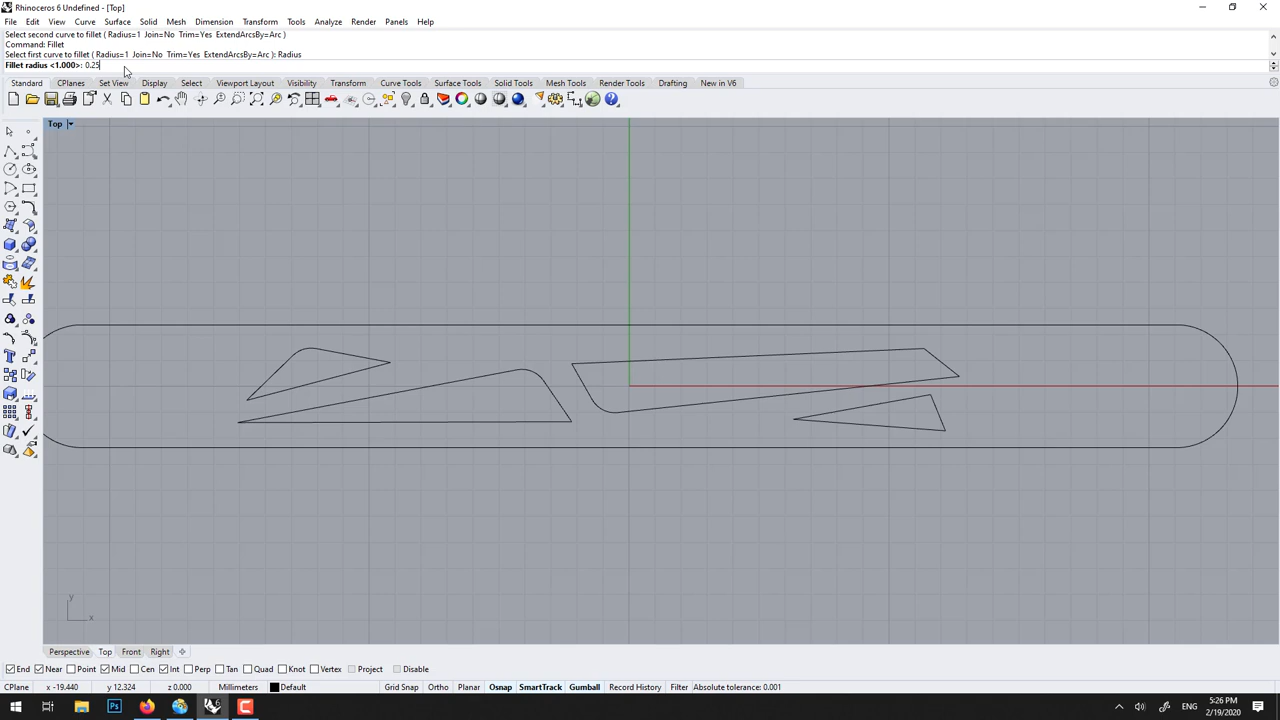 Rhinoceros 6 Undefined - [Top]
File Edit View Curve Surface Solid Mesh Dimension Transform Tools Analyze Render Panels Help
Select second curve to fillet ( Radius=1 Join=No Trim=Yes ExtendArcsBy=Arc )
Command: Fillet
Select first curve to fillet ( Radius=1 Join=No Trim=Yes ExtendArcsBy=Arc ): Radius
Fillet radius <1.000>: 0.25
Standard CPlanes Set View Display Select Viewport Layout Visibility Transform Curve Tools Surface Tools Solid Tools Mesh Tools Render Tools Drafting New in V6
Top
y
x
Perspective Top Front Right
End Near Point Mid Cen Int Perp Tan Quad Knot Vertex Project Disable
CPlane x -19.440 y 12.324 z 0.000 Millimeters Default Grid Snap Ortho Planar Osnap SmartTrack Gumball Record History Filter Absolute tolerance: 0.001
5:26 PM
ENG
2/19/2020